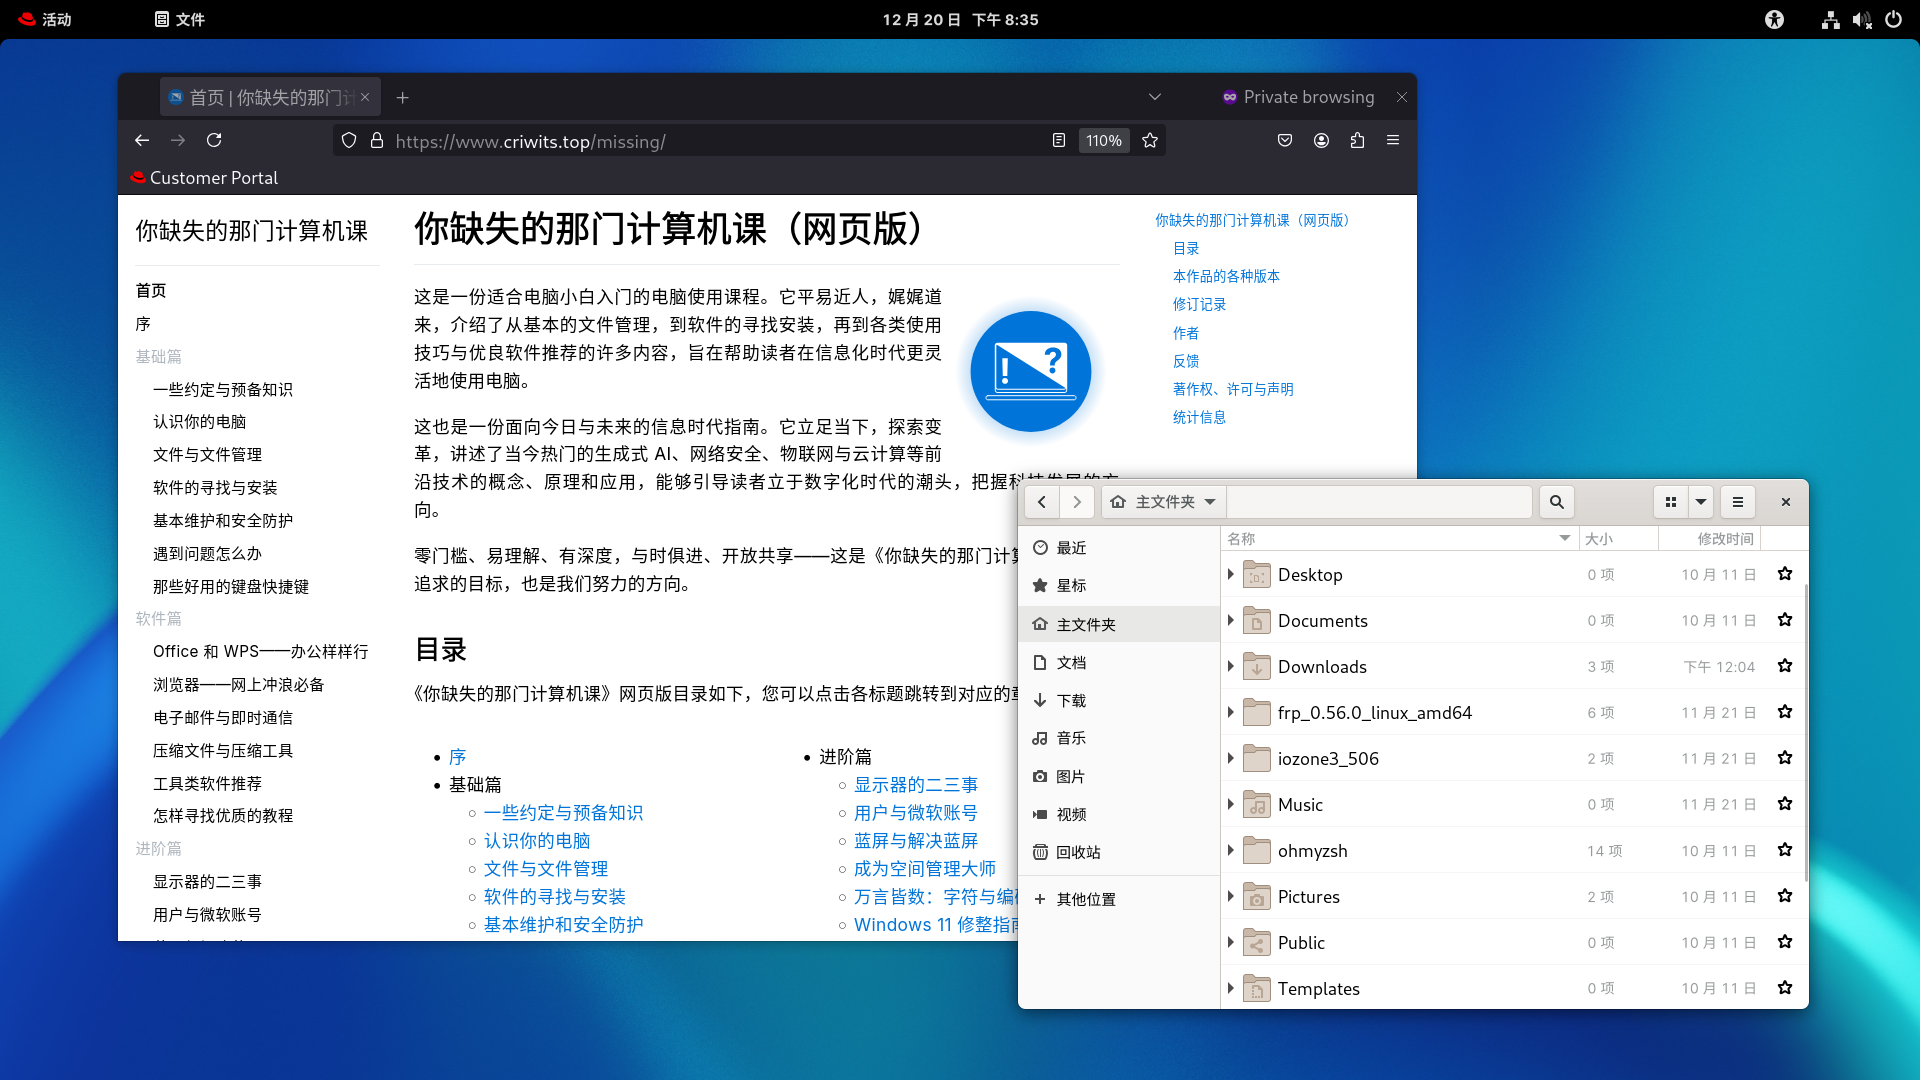 活动
文件
12 月 20 日 下午 8:35
首页 | 你缺失的那门计
Private browsing
https://www.criwits.top/missing/
110%
Customer Portal
你缺失的那门计算机课
首页
序
基础篇
一些约定与预备知识
认识你的电脑
文件与文件管理
软件的寻找与安装
基本维护和安全防护
遇到问题怎么办
那些好用的键盘快捷键
软件篇
Office 和 WPS——办公样样行
浏览器——网上冲浪必备
电子邮件与即时通信
压缩文件与压缩工具
工具类软件推荐
怎样寻找优质的教程
进阶篇
显示器的二三事
用户与微软账号
你缺失的那门计算机课（网页版）
这是一份适合电脑小白入门的电脑使用课程。它平易近人，娓娓道
来，介绍了从基本的文件管理，到软件的寻找安装，再到各类使用
技巧与优良软件推荐的许多内容，旨在帮助读者在信息化时代更灵
活地使用电脑。
这也是一份面向今日与未来的信息时代指南。它立足当下，探索变
革，讲述了当今热门的生成式 AI、网络安全、物联网与云计算等前
沿技术的概念、原理和应用，能够引导读者立于数字化时代的潮头，把握科技发展的方
向。
零门槛、易理解、有深度，与时俱进、开放共享——这是《你缺失的那门计算
追求的目标，也是我们努力的方向。
目录
《你缺失的那门计算机课》网页版目录如下，您可以点击各标题跳转到对应的章
序
基础篇
一些约定与预备知识
认识你的电脑
文件与文件管理
软件的寻找与安装
基本维护和安全防护
进阶篇
显示器的二三事
用户与微软账号
蓝屏与解决蓝屏
成为空间管理大师
万言皆数：字符与编码
Windows 11 修整指南
你缺失的那门计算机课（网页版）
目录
本作品的各种版本
修订记录
作者
反馈
著作权、许可与声明
统计信息
主文件夹
最近
星标
主文件夹
文档
下载
音乐
图片
视频
回收站
其他位置
名称 大小 修改时间
Desktop 0 项 10 月 11 日
Documents 0 项 10 月 11 日
Downloads 3 项 下午 12:04
frp_0.56.0_linux_amd64 6 项 11 月 21 日
iozone3_506 2 项 11 月 21 日
Music 0 项 11 月 21 日
ohmyzsh 14 项 10 月 11 日
Pictures 2 项 10 月 11 日
Public 0 项 10 月 11 日
Templates 0 项 10 月 11 日